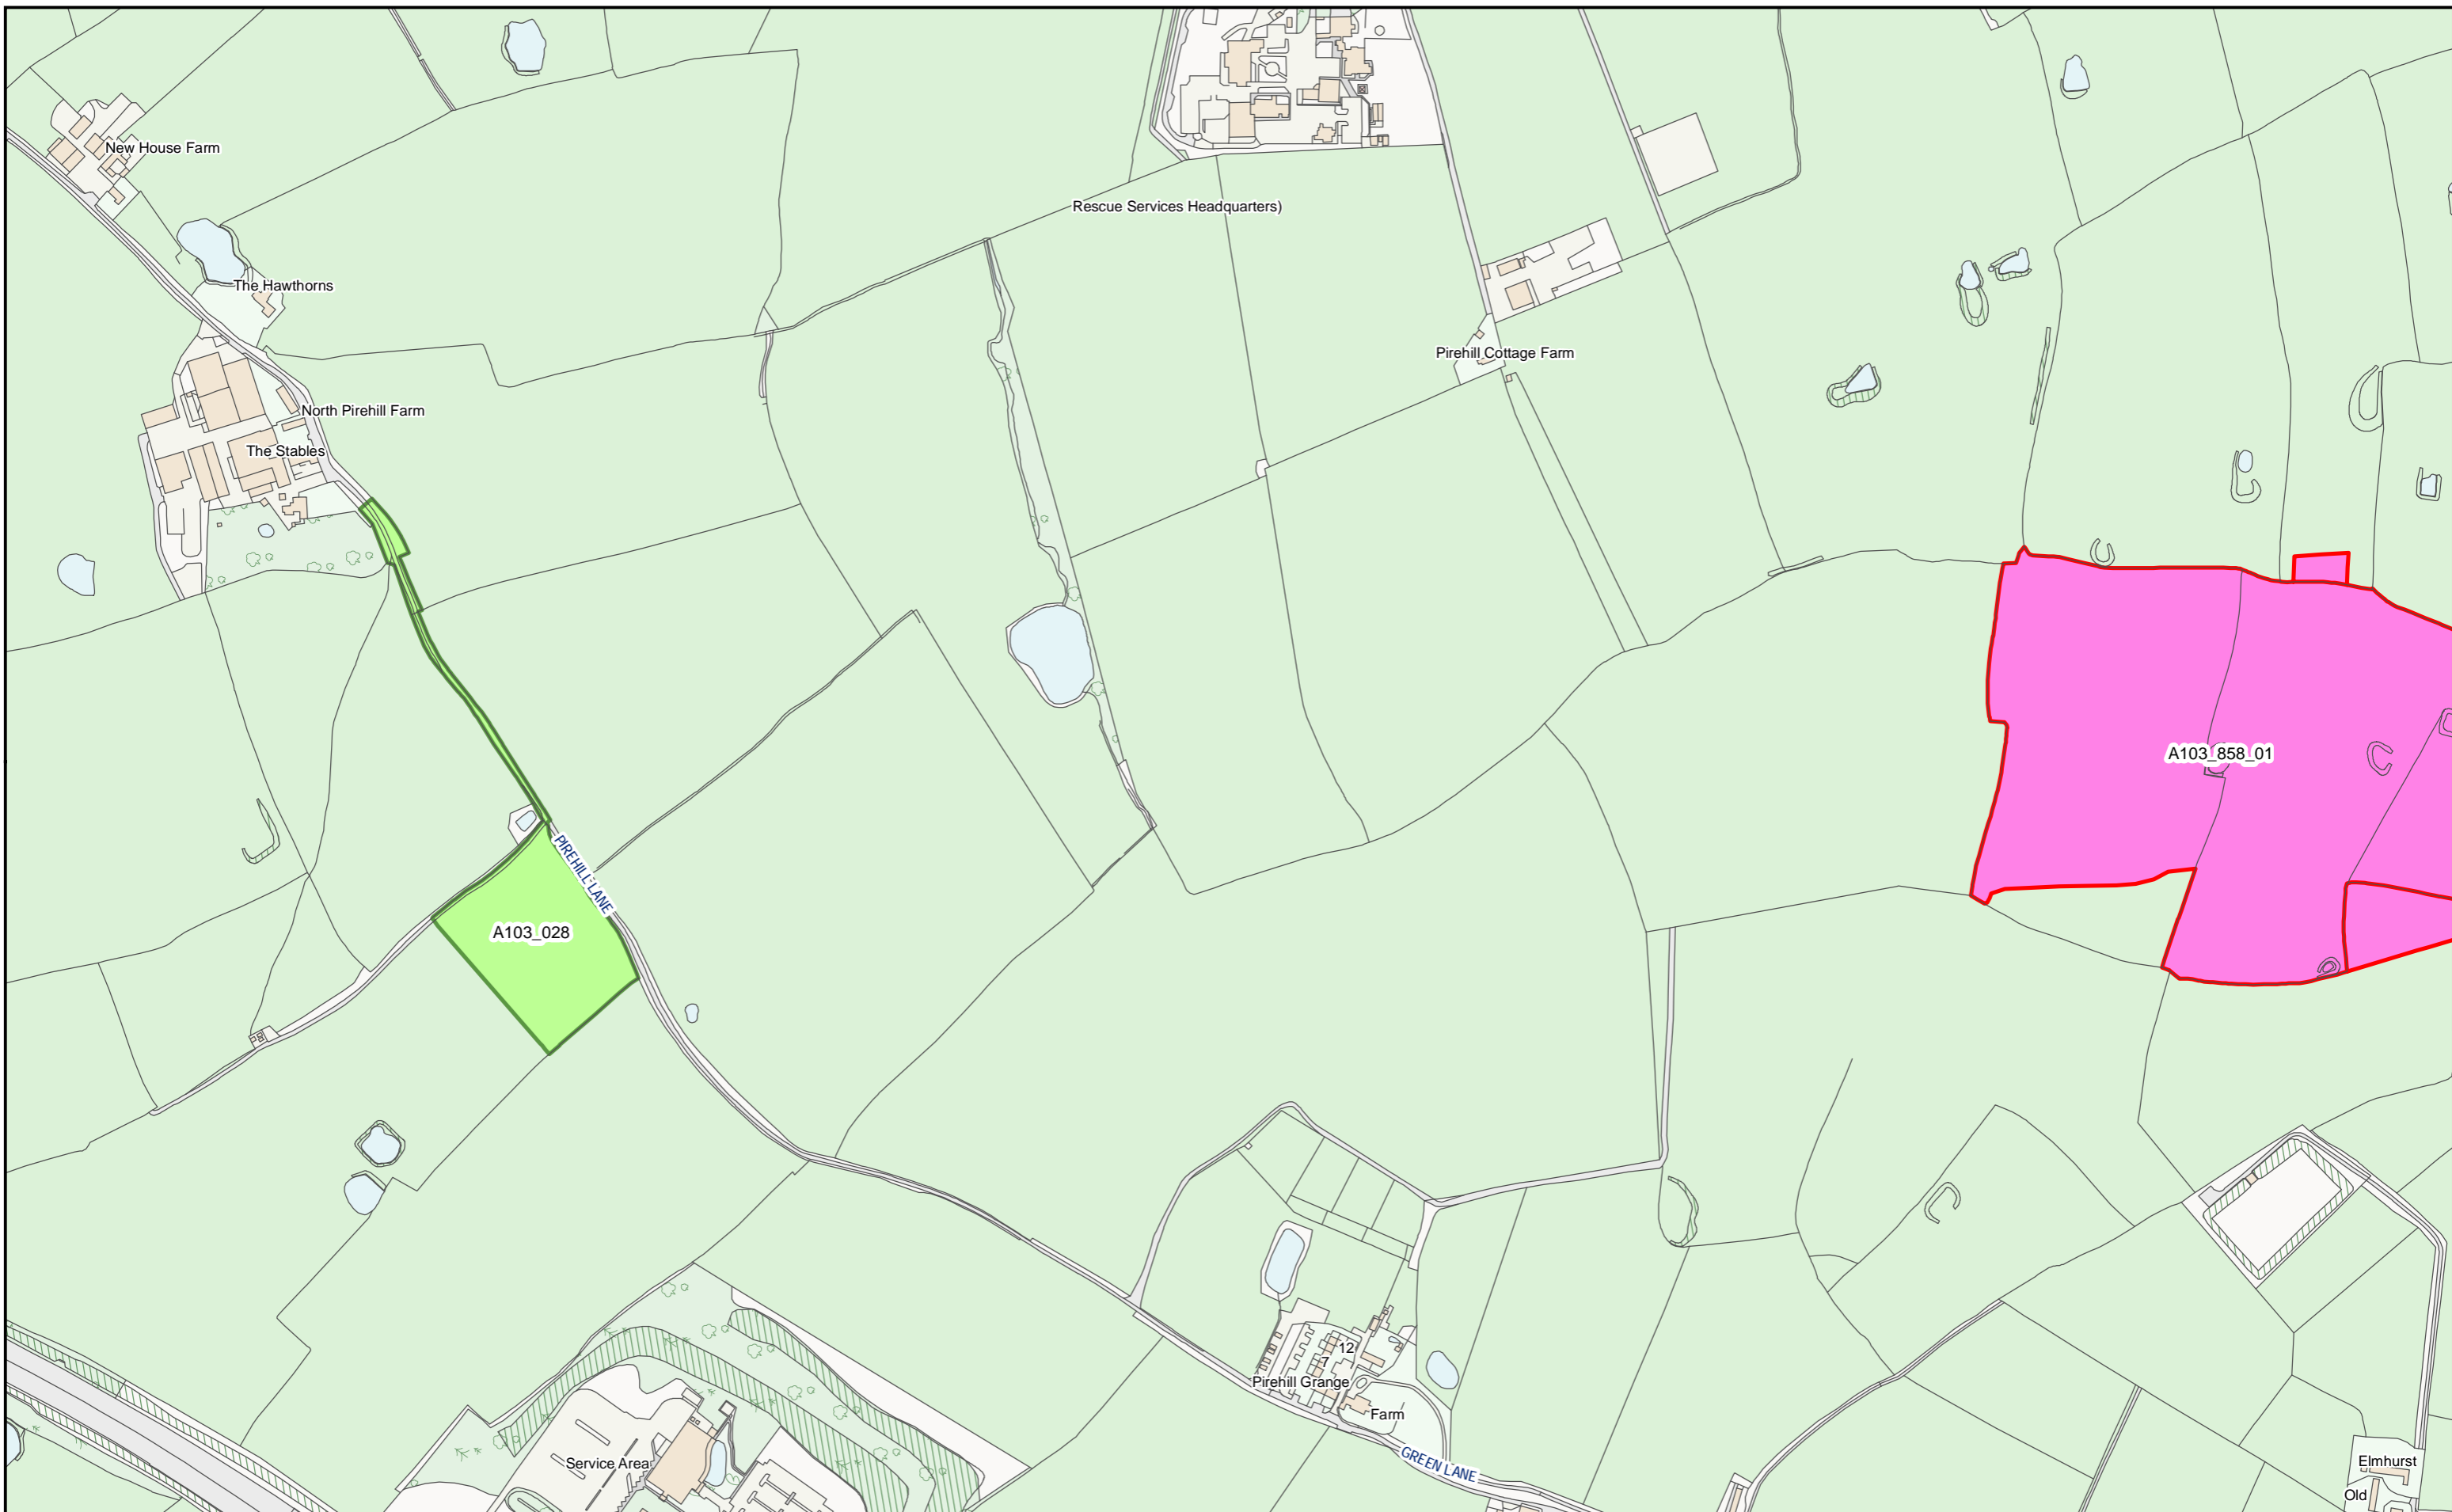 New House Farm
Rescue Services Headquarters)
The Hawthorns
Pirehill Cottage Farm
North Pirehill Farm
The Stables
A103_858_01
PIREHILL LANE
A103_028
12
7
Pirehill Grange
Farm
GREEN LANE
Service Area
Elmhurst
Old